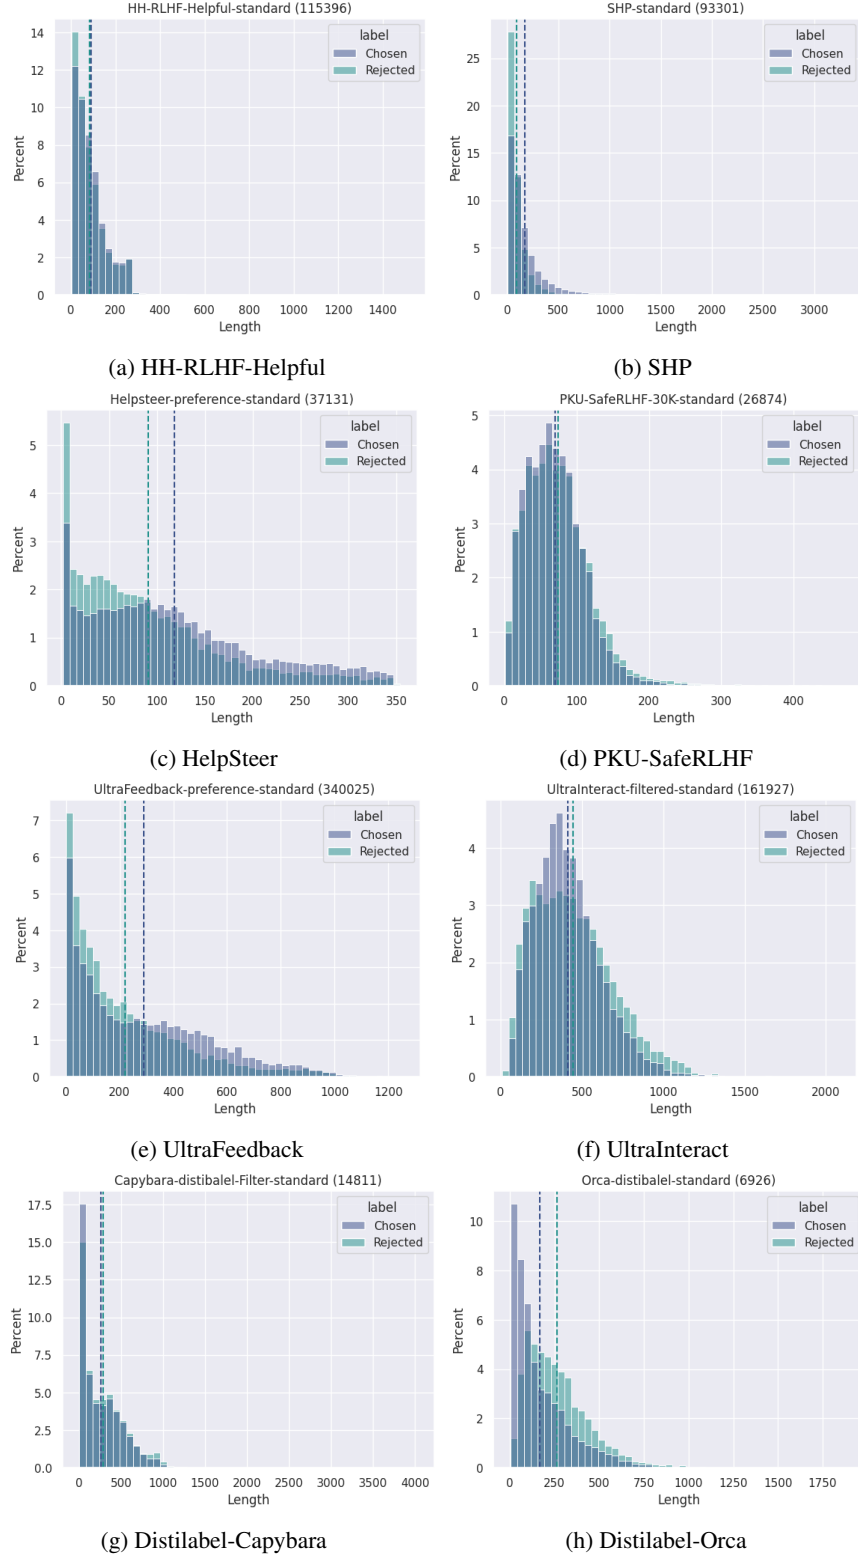 HH-RLHF-Helpful-standard (115396)
14
12
10
8
6
4
2
0
Percent
0 200 400 600 800 1000 1200 1400
Length
label
Chosen
Rejected
(a) HH-RLHF-Helpful
SHP-standard (93301)
25
20
15
10
5
0
Percent
0 500 1000 1500 2000 2500 3000
Length
label
Chosen
Rejected
(b) SHP
Helpsteer-preference-standard (37131)
5
4
3
2
1
0
Percent
0 50 100 150 200 250 300 350
Length
label
Chosen
Rejected
(c) HelpSteer
PKU-SafeRLHF-30K-standard (26874)
5
4
3
2
1
0
Percent
0 100 200 300 400
Length
label
Chosen
Rejected
(d) PKU-SafeRLHF
UltraFeedback-preference-standard (340025)
7
6
5
4
3
2
1
0
Percent
0 200 400 600 800 1000 1200
Length
label
Chosen
Rejected
(e) UltraFeedback
UltraInteract-filtered-standard (161927)
4
3
2
1
0
Percent
0 500 1000 1500 2000
Length
label
Chosen
Rejected
(f) UltraInteract
Capybara-distibalel-Filter-standard (14811)
17.5
15.0
12.5
10.0
7.5
5.0
2.5
0.0
Percent
0 500 1000 1500 2000 2500 3000 3500 4000
Length
label
Chosen
Rejected
(g) Distilabel-Capybara
Orca-distibalel-standard (6926)
10
8
6
4
2
0
Percent
0 250 500 750 1000 1250 1500 1750
Length
label
Chosen
Rejected
(h) Distilabel-Orca